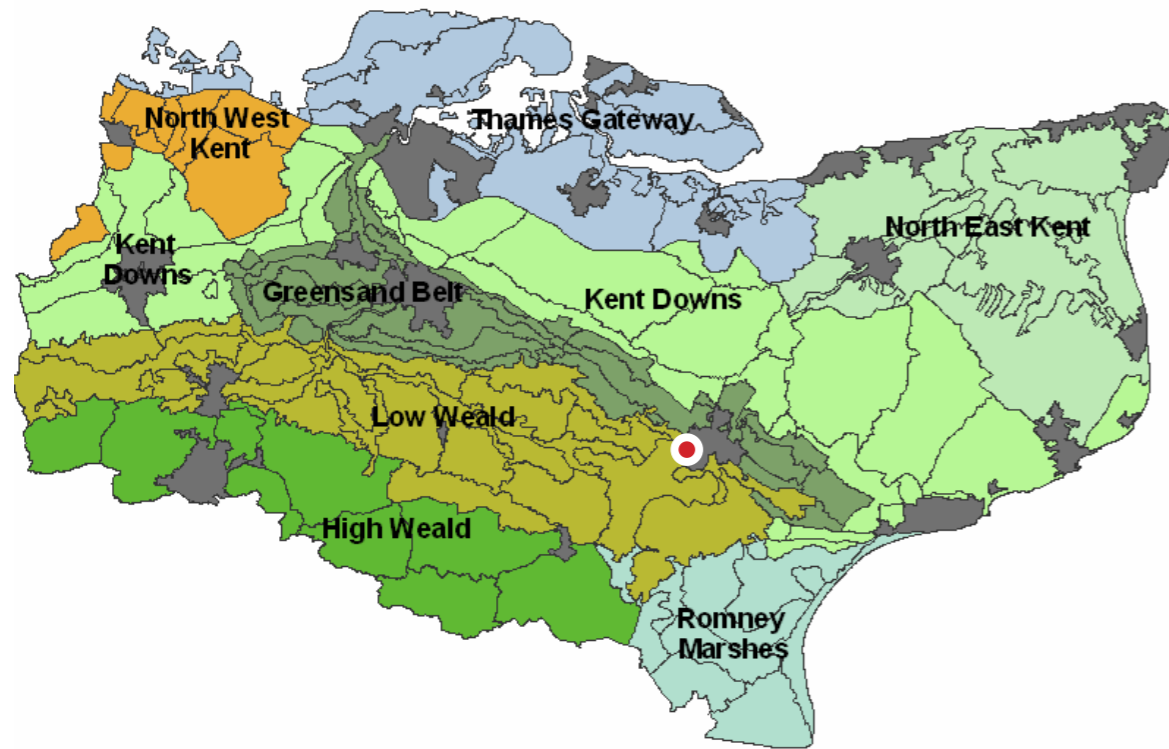 North West
Kent
Thames Gateway
Kent
Downs
North East Kent
Greensand Belt
Kent Downs
Low Weald
High Weald
Romney
Marshes